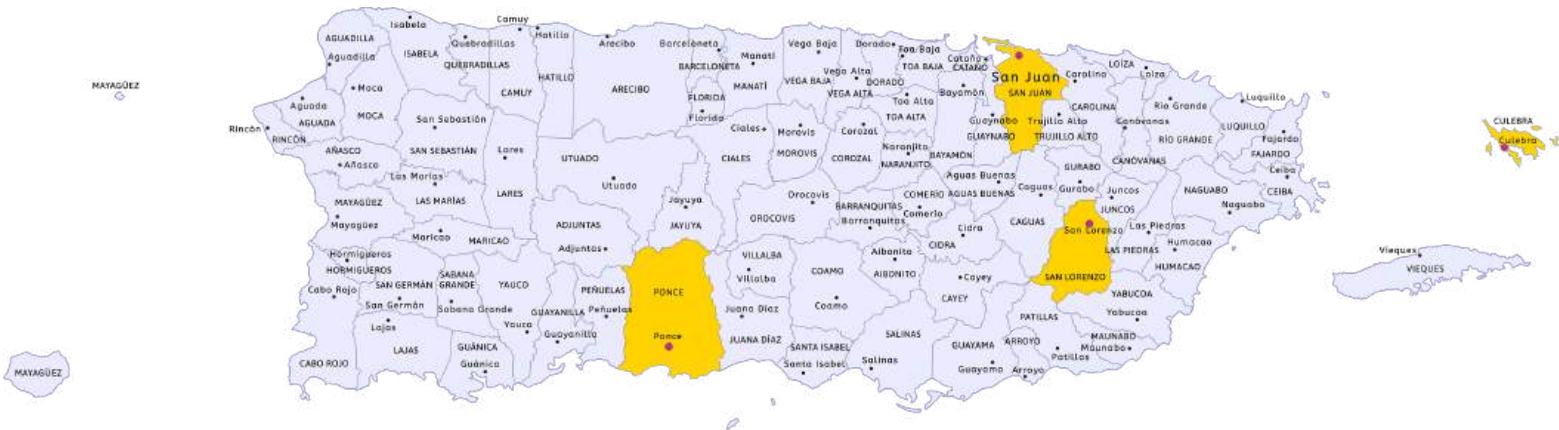 Camuy
Isabela
Hatillo
AGUADILLA
Quebradillas
Arecibo
Barceloneta
Vega Baja
Dorado
Toa Baja
Aguadilla
ISABELA
QUEBRADILLAS
BARCELONETA
Manatí
Cataño
CATAÑO
TOA BAJA
San Juan
LOÍZA
Loíza
HATILLO
Vega Alta
DORADO
VEGA BAJA
Carolina
MAYAGÜEZ
Moca
CAMUY
ARECIBO
MANATÍ
VEGA ALTA
Bayamón
SAN JUAN
Aguada
FLORIDA
Toa Alta
CAROLINA
Río Grande
Luquillo
MOCA
San Sebastián
Florida
TOA ALTA
Guaynabo
Trujillo Alto
Canóvanas
CULEBRA
Rincón
AGUADA
Ciales
Morovis
Corozal
LUQUILLO
RINCÓN
GUAYNABO
TRUJILLO ALTO
RÍO GRANDE
Fajardo
Culebra
AÑASCO
SAN SEBASTIÁN
Lares
UTUADO
CIALES
MOROVIS
COROZAL
Naranjito
NARANJITO
BAYAMÓN
CANÓVANAS
FAJARDO
Añasco
Las Marías
Utuado
Aguas Buenas
GURABO
Ceiba
MAYAGÜEZ
LAS MARÍAS
LARES
Jayuya
Orocovis
COMERÍO
AGUAS BUENAS
Caguas
Gurabo
Juncos
NAGUABO
CEIBA
Mayagüez
ADJUNTAS
JAYUYA
OROCOVIS
BARRANQUITAS
Barranquitas
Comerío
CAGUAS
JUNCOS
Naguabo
Maricao
MARICAO
Adjuntas
Cidra
CIDRA
San Lorenzo
Las Piedras
Humacao
Hormigueros
HORMIGUEROS
VILLALBA
Aibonito
LAS PIEDRAS
Vieques
Cabo Rojo
SAN GERMÁN
SABANA
GRANDE
YAUCO
PEÑUELAS
PONCE
Villalba
COAMO
AIBONITO
Cayey
SAN LORENZO
HUMACAO
VIEQUES
San Germán
Sabana Grande
GUAYANILLA
Peñuelas
Juana Díaz
Coamo
CAYEY
YABUCOA
Lajas
Yauco
Guayanilla
Ponce
JUANA DÍAZ
SALINAS
PATILLAS
Yabucoa
CABO ROJO
LAJAS
GUÁNICA
SANTA ISABEL
GUAYAMA
ARROYO
MAUNABO
Maunabo
MAYAGÜEZ
Guánica
Santa Isabel
Salinas
Guayama
Arroyo
Patillas